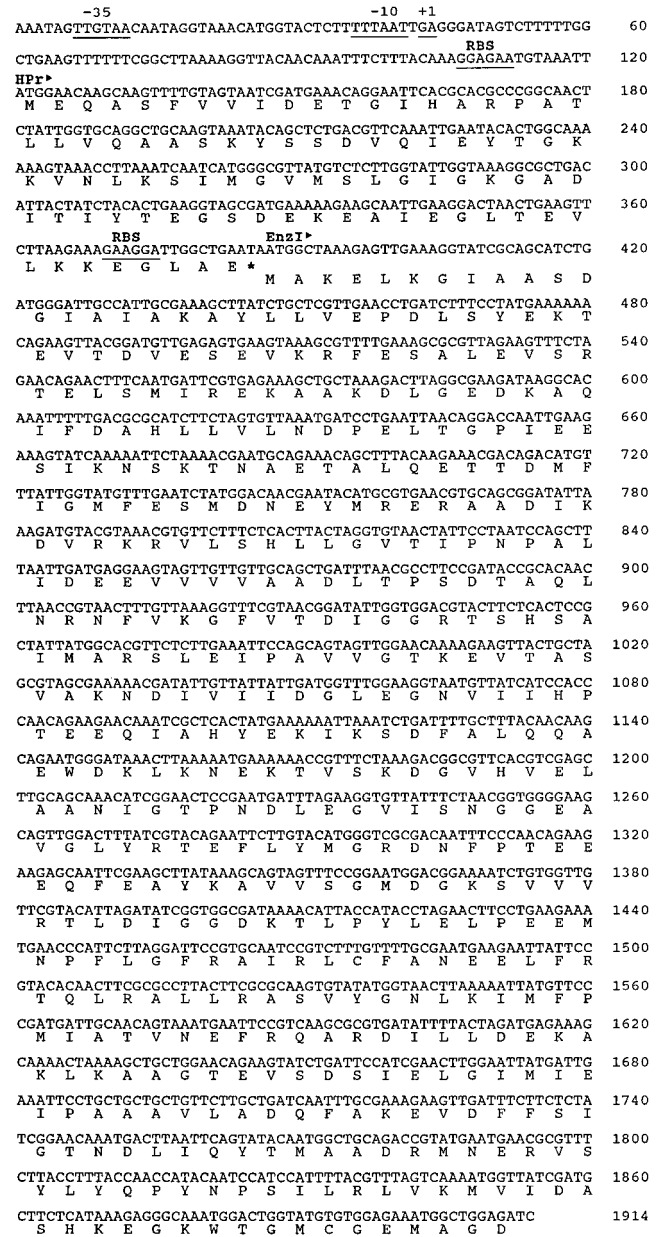 -35 -10 +1
AAATAGTTGTAACAATAGGTAAACATGGTACTCTTTTTAATTGAGGGATAGTCTTTTTGG 60
RBS
CTGAAGTTTTTTCGGCTTAAAAGGTTACAACAAATTTCTTTACAAAGGAGAATGTAAATT 120
HPr▸
ATGGAACAAGCAAGTTTTGTAGTAATCGATGAAACAGGAATTCACGCACGCCCGGCAACT 180
M E Q A S F V V I D E T G I H A R P A T
CTATTGGTGCAGGCTGCAAGTAAATACAGCTCTGACGTTCAAATTGAATACACTGGCAAA 240
L L V Q A A S K Y S S D V Q I E Y T G K
AAAGTAAACCTTAAATCAATCATGGGCGTTATGTCTCTTGGTATTGGTAAAGGCGCTGAC 300
K V N L K S I M G V M S L G I G K G A D
ATTACTATCTACACTGAAGGTAGCGATGAAAAAGAAGCAATTGAAGGACTAACTGAAGTT 360
I T I Y T E G S D E K E A I E G L T E V
RBS EnzI▸
CTTAAGAAAGAAGGATTGGCTGAATAATGGCTAAAGAGTTGAAAGGTATCGCAGCATCTG 420
L K K E G L A E *
M A K E L K G I A A S D
ATGGGATTGCCATTGCGAAAGCTTATCTGCTCGTTGAACCTGATCTTTCCTATGAAAAAA 480
G I A I A K A Y L L V E P D L S Y E K T
CAGAAGTTACGGATGTTGAGAGTGAAGTAAAGCGTTTTGAAAGCGCGTTAGAAGTTTCTA 540
E V T D V E S E V K R F E S A L E V S R
GAACAGAACTTTCAATGATTCGTGAGAAAGCTGCTAAAGACTTAGGCGAAGATAAGGCAC 600
T E L S M I R E K A A K D L G E D K A Q
AAATTTTTGACGCGCATCTTCTAGTGTTAAATGATCCTGAATTAACAGGACCAATTGAAG 660
I F D A H L L V L N D P E L T G P I E E
AAAGTATCAAAAATTCTAAAACGAATGCAGAAACAGCTTTACAAGAAACGACAGACATGT 720
S I K N S K T N A E T A L Q E T T D M F
TTATTGGTATGTTTGAATCTATGGACAACGAATACATGCGTGAACGTGCAGCGGATATTA 780
I G M F E S M D N E Y M R E R A A D I K
AAGATGTACGTAAACGTGTTCTTTCTCACTTACTAGGTGTAACTATTCCTAATCCAGCTT 840
D V R K R V L S H L L G V T I P N P A L
TAATTGATGAGGAAGTAGTTGTTGTTGCAGCTGATTTAACGCCTTCCGATACCGCACAAC 900
I D E E V V V V A A D L T P S D T A Q L
TTAACCGTAACTTTGTTAAAGGTTTCGTAACGGATATTGGTGGACGTACTTCTCACTCCG 960
N R N F V K G F V T D I G G R T S H S A
CTATTATGGCACGTTCTCTTGAAATTCCAGCAGTAGTTGGAACAAAAGAAGTTACTGCTA 1020
I M A R S L E I P A V V G T K E V T A S
GCGTAGCGAAAAACGATATTGTTATTATTGATGGTTTGGAAGGTAATGTTATCATCCACC 1080
V A K N D I V I I D G L E G N V I I H P
CAACAGAAGAACAAATCGCTCACTATGAAAAAATTAAATCTGATTTTGCTTTACAACAAG 1140
T E E Q I A H Y E K I K S D F A L Q Q A
CAGAATGGGATAAACTTAAAAATGAAAAAACCGTTTCTAAAGACGGCGTTCACGTCGAGC 1200
E W D K L K N E K T V S K D G V H V E L
TTGCAGCAAACATCGGAACTCCGAATGATTTAGAAGGTGTTATTTCTAACGGTGGGGAAG 1260
A A N I G T P N D L E G V I S N G G E A
CAGTTGGACTTTATCGTACAGAATTCTTGTACATGGGTCGCGACAATTTCCCAACAGAAG 1320
V G L Y R T E F L Y M G R D N F P T E E
AAGAGCAATTCGAAGCTTATAAAGCAGTAGTTTCCGGAATGGACGGAAAATCTGTGGTTG 1380
E Q F E A Y K A V V S G M D G K S V V V
TTCGTACATTAGATATCGGTGGCGATAAAACATTACCATACCTAGAACTTCCTGAAGAAA 1440
R T L D I G G D K T L P Y L E L P E E M
TGAACCCATTCTTAGGATTCCGTGCAATCCGTCTTTGTTTTGCGAATGAAGAATTATTCC 1500
N P F L G F R A I R L C F A N E E L F R
GTACACAACTTCGCGCCTTACTTCGCGCAAGTGTATATGGTAACTTAAAAATTATGTTCC 1560
T Q L R A L L R A S V Y G N L K I M F P
CGATGATTGCAACAGTAAATGAATTCCGTCAAGCGCGTGATATTTTACTAGATGAGAAAG 1620
M I A T V N E F R Q A R D I L L D E K A
CAAAACTAAAAGCTGCTGGAACAGAAGTATCTGATTCCATCGAACTTGGAATTATGATTG 1680
K L K A A G T E V S D S I E L G I M I E
AAATTCCTGCTGCTGCTGTTCTTGCTGATCAATTTGCGAAAGAAGTTGATTTCTTCTCTA 1740
I P A A A V L A D Q F A K E V D F F S I
TCGGAACAAATGACTTAATTCAGTATACAATGGCTGCAGACCGTATGAATGAACGCGTTT 1800
G T N D L I Q Y T M A A D R M N E R V S
CTTACCTTTACCAACCATACAATCCATCCATTTTACGTTTAGTCAAAATGGTTATCGATG 1860
Y L Y Q P Y N P S I L R L V K M V I D A
CTTCTCATAAAGAGGGCAAATGGACTGGTATGTGTGGAGAAATGGCTGGAGATC 1914
S H K E G K W T G M C G E M A G D